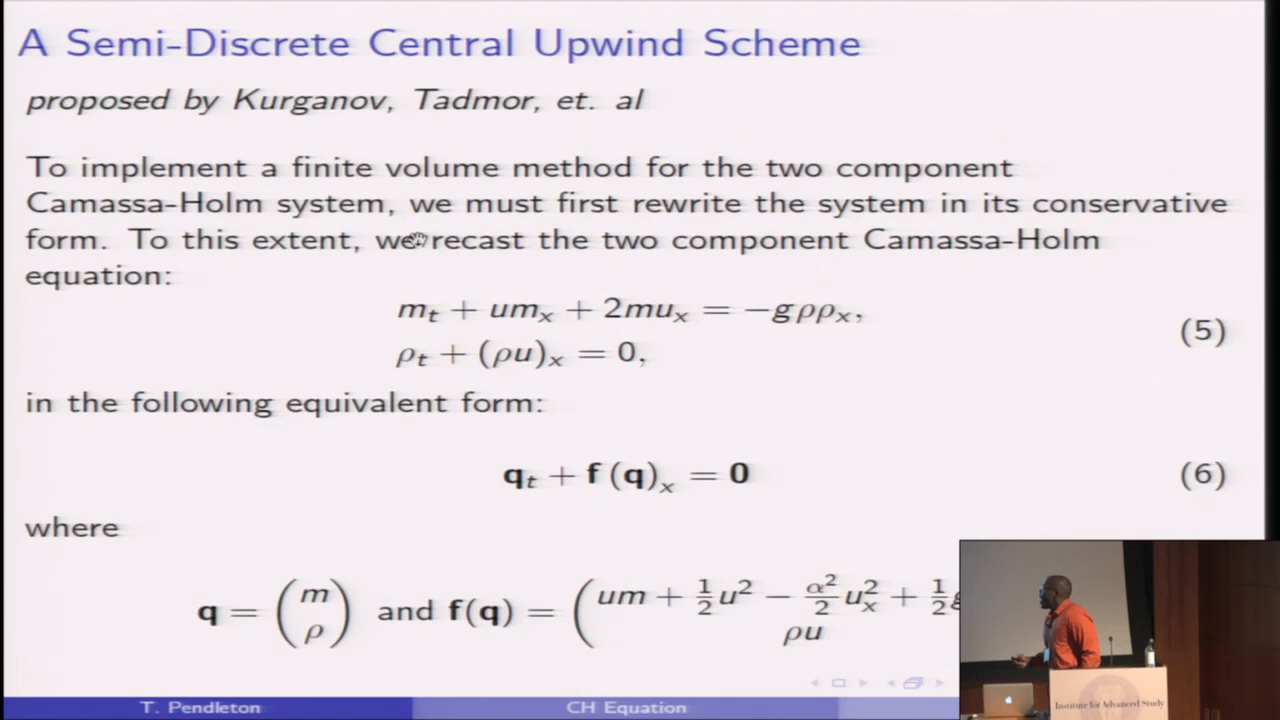 A Semi-Discrete Central Upwind Scheme
proposed by Kurganov, Tadmor, et. al
To implement a finite volume method for the two component
Camassa-Holm system, we must first rewrite the system in its conservative
form. To this extent, we recast the two component Camassa-Holm
equation:
m_t + um_x + 2mu_x = −gρρ_x,
ρ_t + (ρu)_x = 0,
(5)
in the following equivalent form:
q_t + f (q)_x = 0 (6)
where
q = (m ρ) and f(q) = (um + 1/2 u² − α²/2 u_x² + 1/2 g
ρu
T. Pendleton CH Equation
Institute for Advanced Study